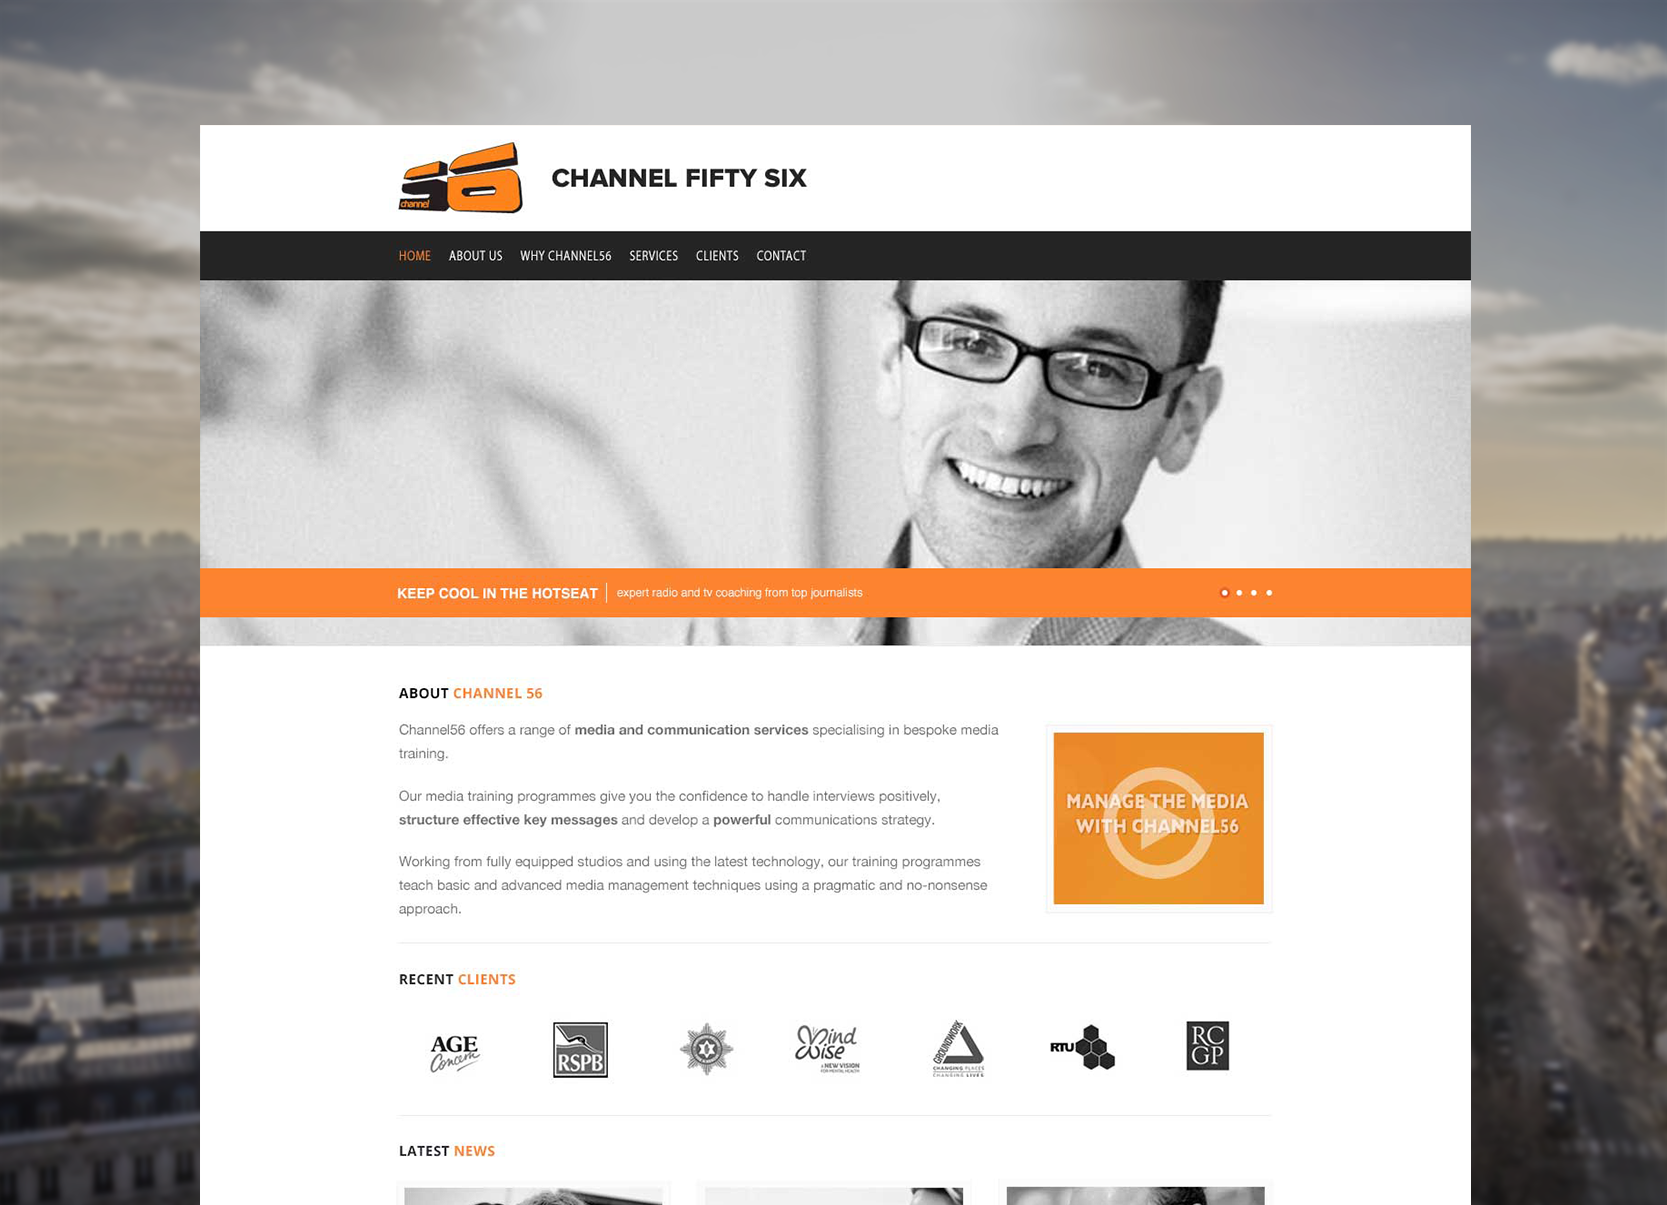 56
channel
CHANNEL FIFTY SIX
HOME ABOUT US WHY CHANNEL56 SERVICES CLIENTS CONTACT
KEEP COOL IN THE HOTSEAT | expert radio and tv coaching from top journalists
ABOUT CHANNEL 56
Channel56 offers a range of media and communication services specialising in bespoke media
training.
Our media training programmes give you the confidence to handle interviews positively,
structure effective key messages and develop a powerful communications strategy.
Working from fully equipped studios and using the latest technology, our training programmes
teach basic and advanced media management techniques using a pragmatic and no-nonsense
approach.
MANAGE THE MEDIA
WITH CHANNEL56
RECENT CLIENTS
AGE
Concern
RSPB
Mind
Wise
A NEW VISION
FOR MENTAL HEALTH
GROUNDWORK
CHANGING PLACES
CHANGING LIVES
RTU
RC
GP
LATEST NEWS